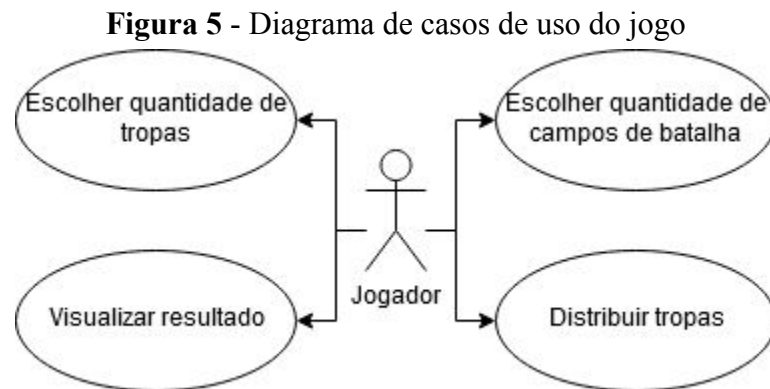 Figura 5 - Diagrama de casos de uso do jogo
Escolher quantidade de
tropas
Escolher quantidade de
campos de batalha
Jogador
Visualizar resultado
Distribuir tropas